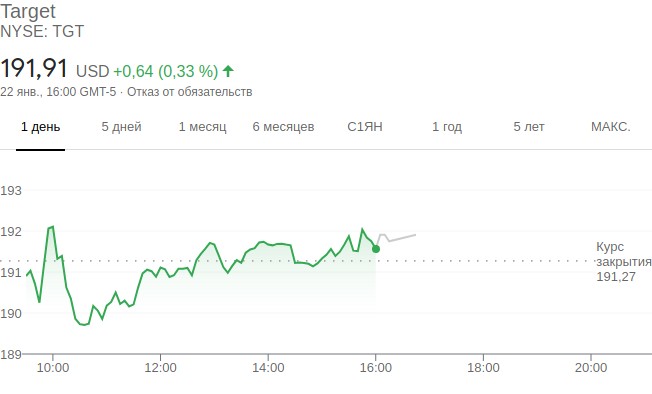 Target
NYSE: TGT
191,91 USD +0,64 (0,33 %)
22 янв., 16:00 GMT-5 · Отказ от обязательств
1 день 5 дней 1 месяц 6 месяцев С1ЯН 1 год 5 лет МАКС.
193
192
Курс
закрытия
191,27
191
190
189
10:00 12:00 14:00 16:00 18:00 20:00